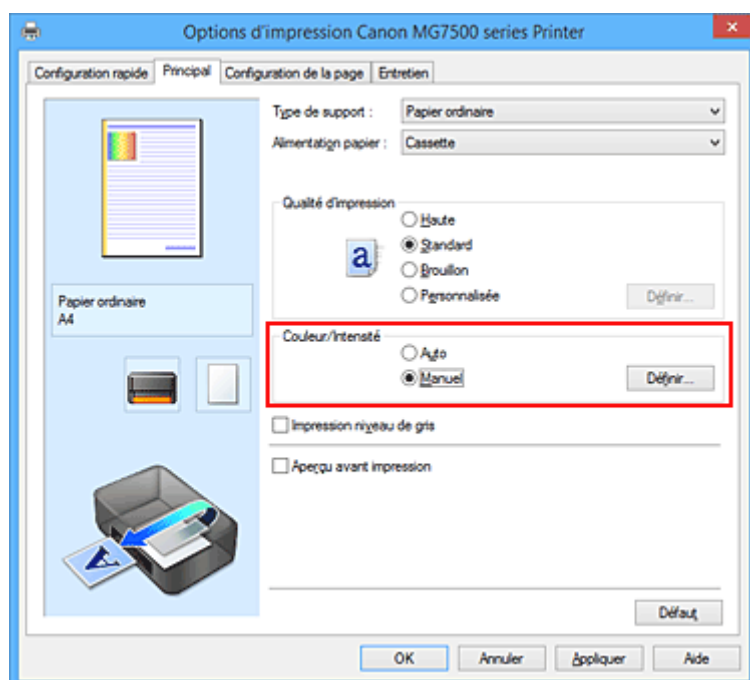 Options d'impression Canon MG7500 series Printer
Configuration rapide Principal Configuration de la page Entretien
Type de support : Papier ordinaire
Alimentation papier : Cassette
Qualité d'impression
Haute
a Standard
Brouillon
Personnalisée Définir...
Papier ordinaire
A4
Couleur/Intensité
Auto
Manuel Définir...
Impression niveau de gris
Aperçu avant impression
A
Défaut
OK Annuler Appliquer Aide